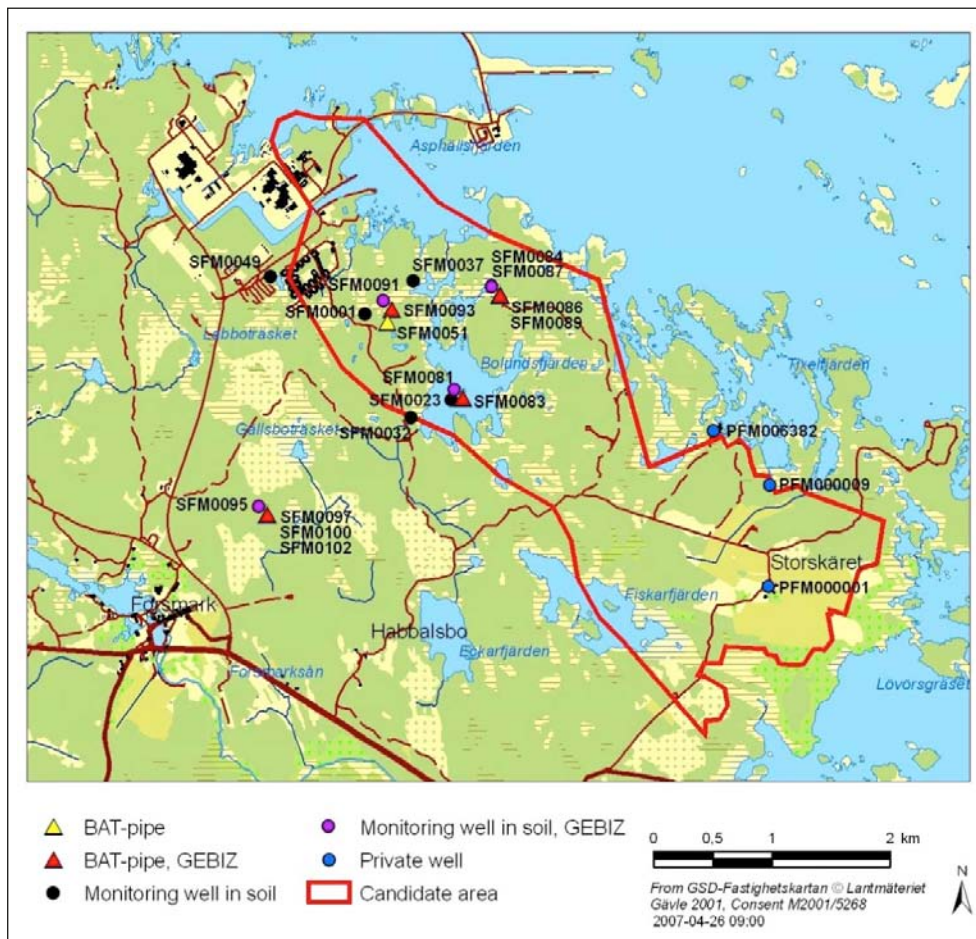 Asphällsfjärden
SFM0049
SFM0037
SFM0084
SFM0087
SFM0091
SFM0001
SFM0093
SFM0086
SFM0051
SFM0089
Labboträsket
Bolundsfjärden
Tixelfjärden
SFM0081
SFM0023
SFM0083
Gällsboträsket
SFM0032
PFM006382
PFM000009
SFM0095
SFM0097
SFM0100
SFM0102
Storskäret
PFM000001
Fiskarfjärden
Forsmark
Habbalsbo
Eckarfjärden
Forsmarksån
Lövörsgräset
BAT-pipe
BAT-pipe, GEBIZ
Monitoring well in soil
Monitoring well in soil, GEBIZ
Private well
Candidate area
0 0,5 1 2 km
From GSD-Fastighetskartan © Lantmäteriet
Gävle 2001, Consent M2001/5268
2007-04-26 09:00
N